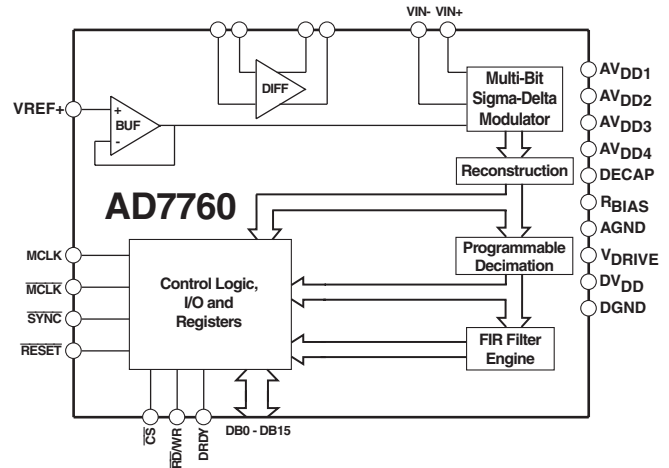 VIN- VIN+
DIFF
Multi-Bit
Sigma-Delta
Modulator
AVDD1
AVDD2
AVDD3
AVDD4
DECAP
RBIAS
AGND
VDRIVE
DVDD
DGND
VREF+
+
BUF
-
Reconstruction
AD7760
Programmable
Decimation
MCLK
MCLK
SYNC
RESET
Control Logic,
I/O and
Registers
FIR Filter
Engine
CS
RD/WR
DRDY
DB0 - DB15